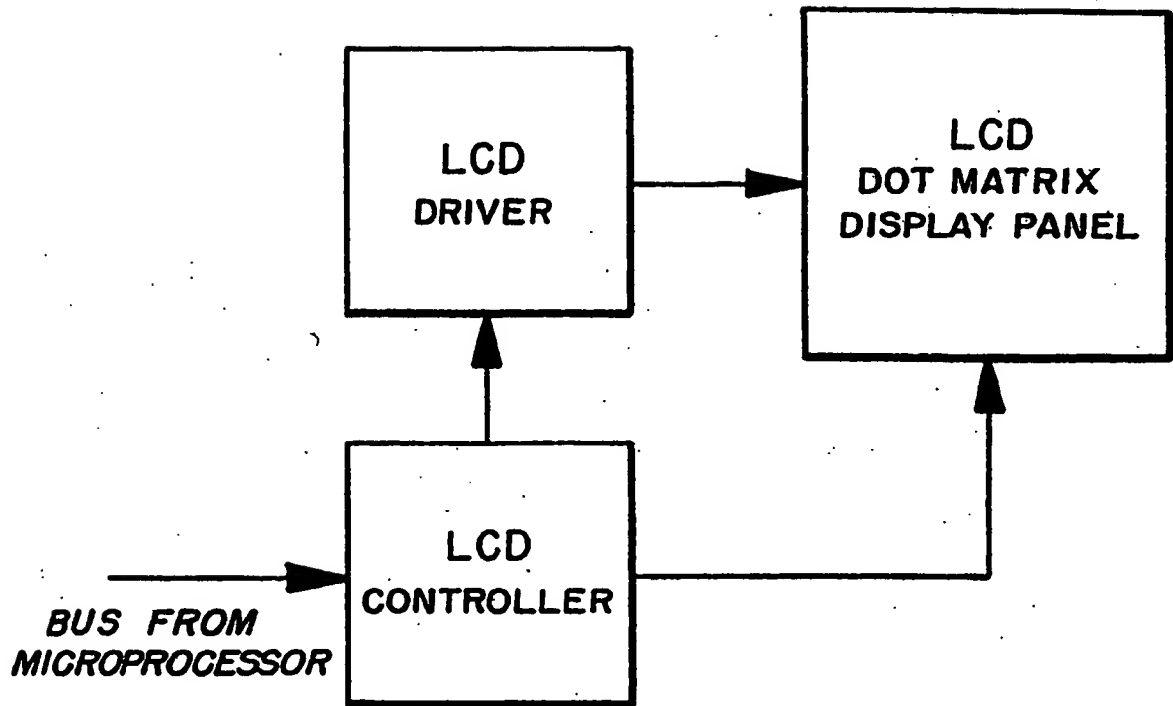 LCD
DRIVER
LCD
DOT MATRIX
DISPLAY PANEL
LCD
CONTROLLER
BUS FROM
MICROPROCESSOR